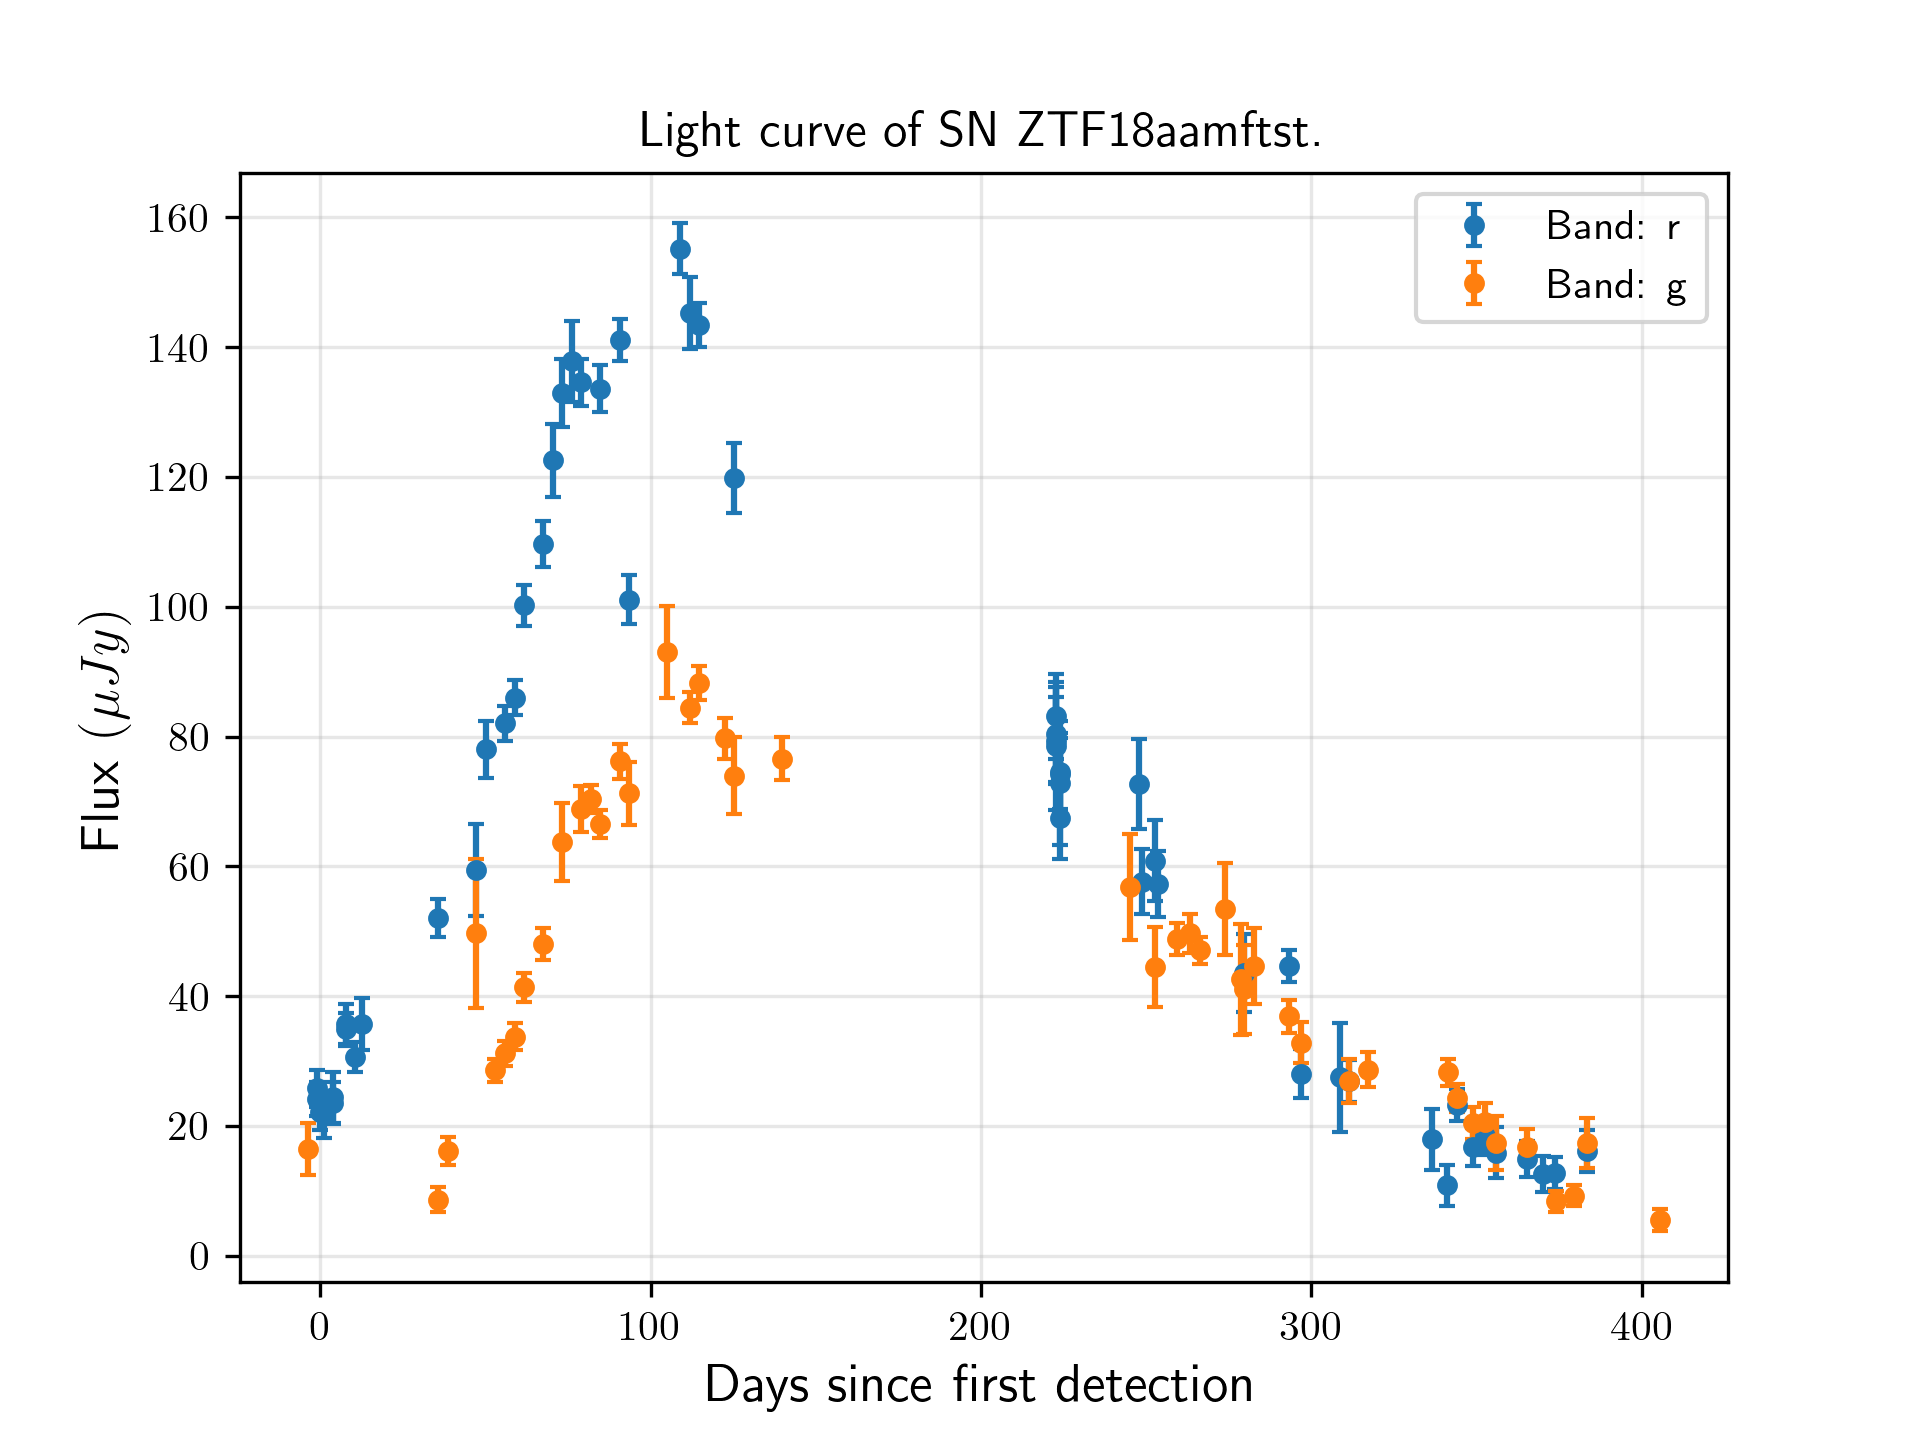 Light curve of SN ZTF18aamftst.
160
140
120
100
80
60
40
20
0
Flux (μJy)
Band: r
Band: g
0 100 200 300 400
Days since first detection